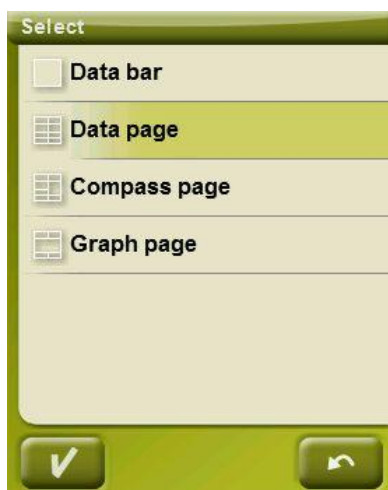 Select
Data bar
Data page
Compass page
Graph page